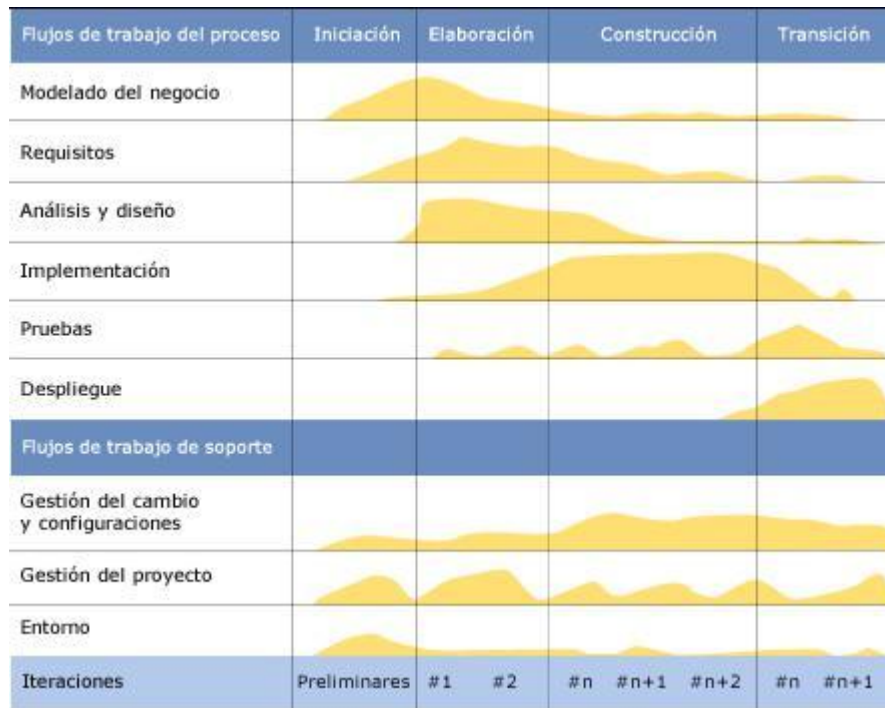 Flujos de trabajo del proceso Iniciación Elaboración Construcción Transición
Modelado del negocio
Requisitos
Análisis y diseño
Implementación
Pruebas
Despliegue
Flujos de trabajo de soporte
Gestión del cambio
y configuraciones
Gestión del proyecto
Entorno
Iteraciones Preliminares #1 #2 #n #n+1 #n+2 #n #n+1